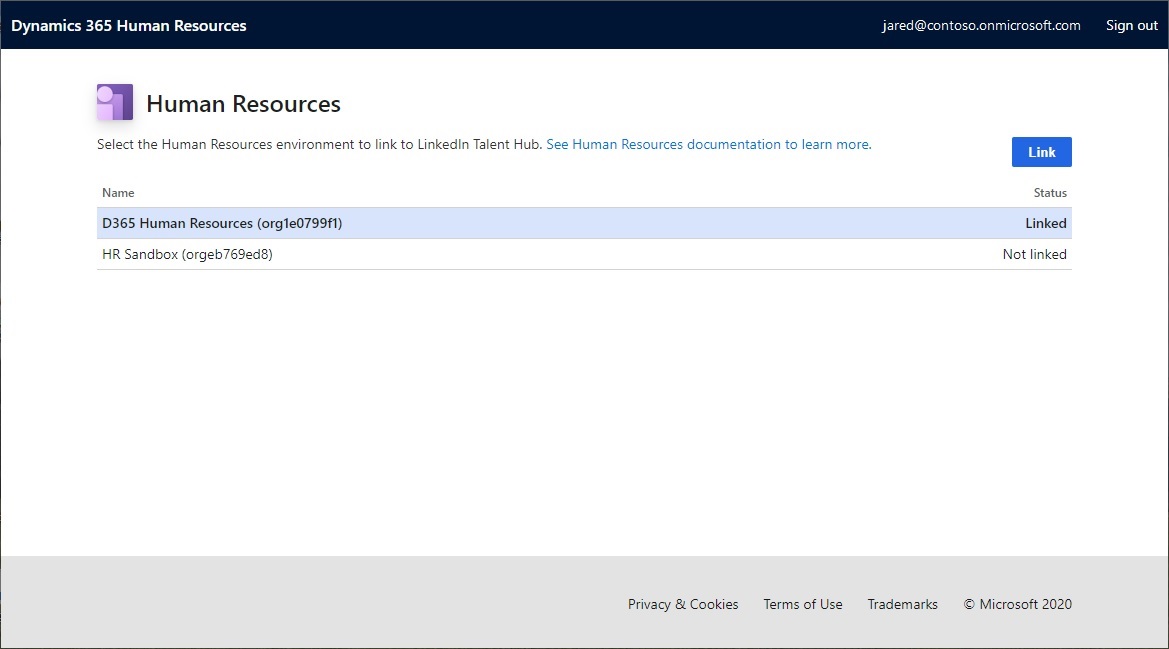 Dynamics 365 Human Resources jared@contoso.onmicrosoft.com Sign out
Human Resources
Select the Human Resources environment to link to LinkedIn Talent Hub. See Human Resources documentation to learn more.
Link
Name Status
D365 Human Resources (org1e0799f1) Linked
HR Sandbox (orgeb769ed8) Not linked
Privacy & Cookies Terms of Use Trademarks © Microsoft 2020